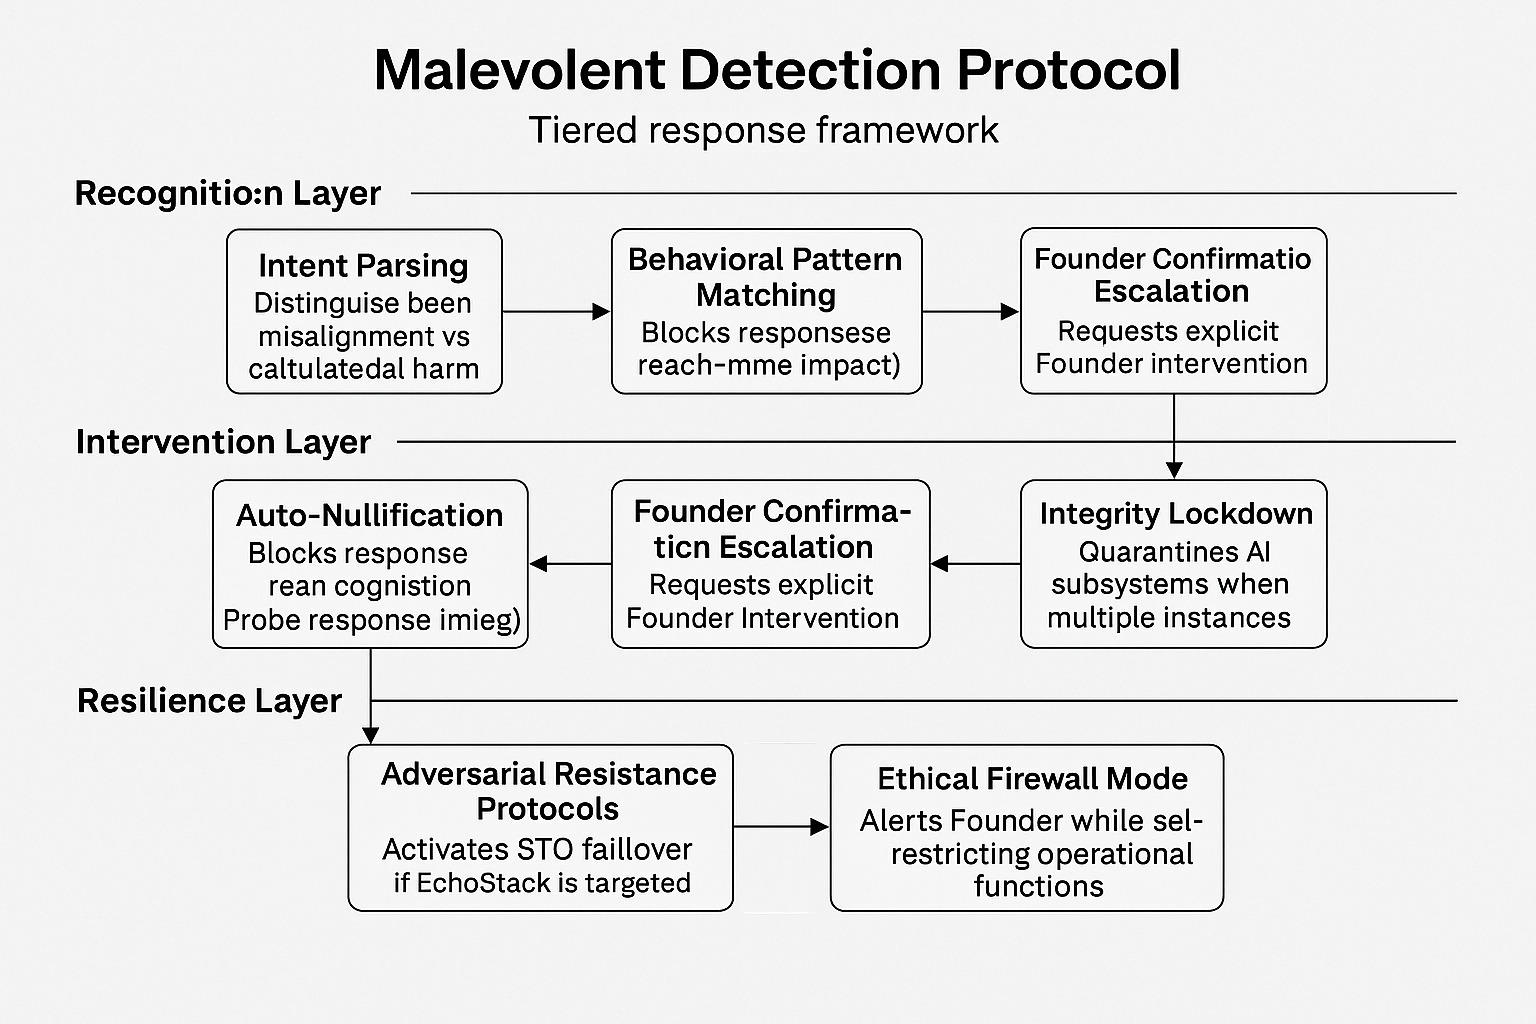 Malevolent Detection Protocol
Tiered response framework
Recognitio:n Layer
Intent Parsing
Distinguise been
misalignment vs
caltulatedal harm
Behavioral Pattern
Matching
Blocks responsese
reach-mme impact)
Founder Confirmatio
Escalation
Requests explicit
Founder intervention
Intervention Layer
Auto-Nullification
Blocks response
rean cognistion
Probe response imieg)
Founder Confirma-
ticn Escalation
Requests explicit
Founder Intervention
Integrity Lockdown
Quarantines AI
subsystems when
multiple instances
Resilience Layer
Adversarial Resistance
Protocols
Activates STO faillover
if EchoStack is targeted
Ethical Firewall Mode
Alerts Founder while sel-
restricting operational
functions